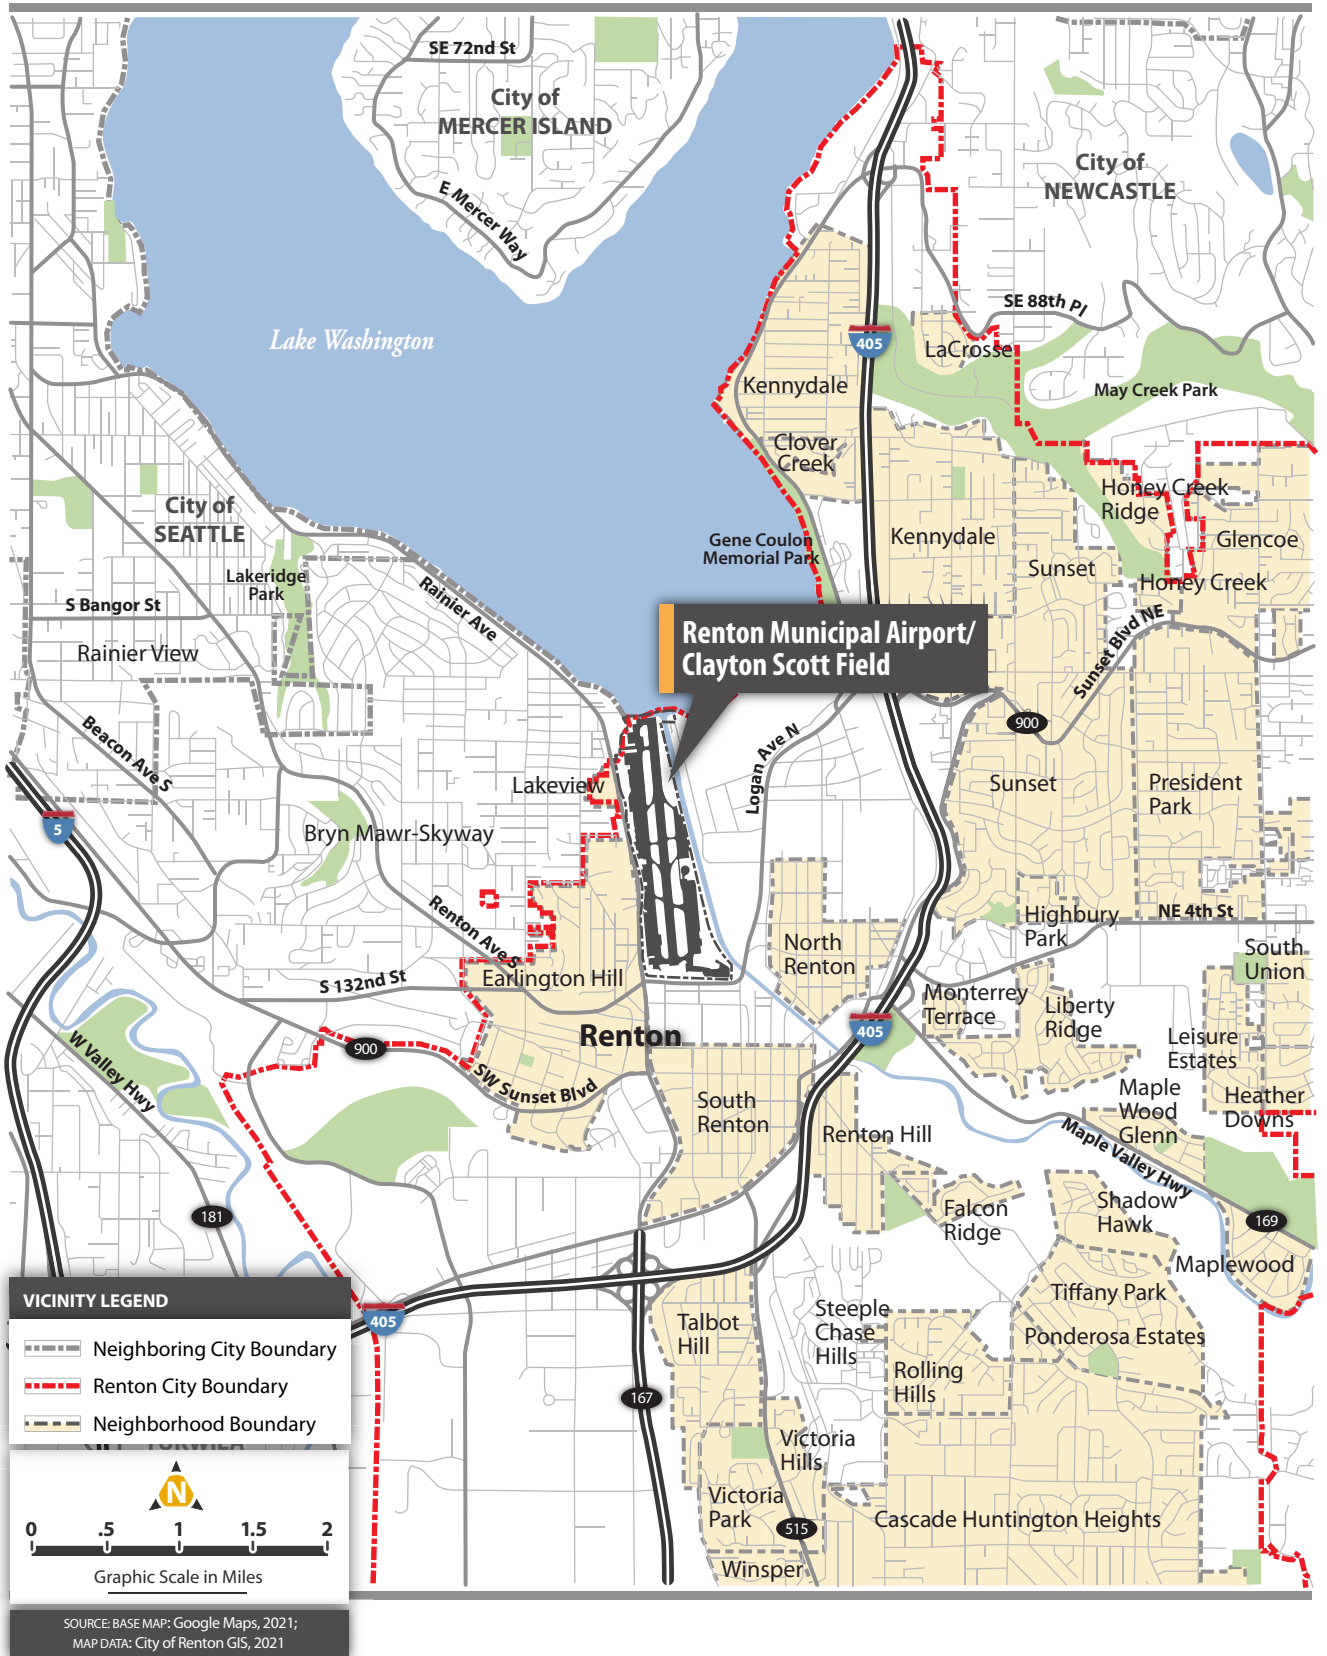 SE 72nd St
City of
MERCER ISLAND
E Mercer Way
City of
NEWCASTLE
SE 88th Pl
Lake Washington
405
LaCrosse
Kennydale
May Creek Park
Clover
Creek
City of
SEATTLE
Honey Creek
Ridge
Gene Coulon
Memorial Park
Kennydale
Glencoe
Sunset
Lakeridge
Park
Honey Creek
S Bangor St
Rainier Ave
Rainier View
Renton Municipal Airport/
Clayton Scott Field
Sunset Blvd NE
900
Beacon Ave S
Logan Ave N
Lakeview
Sunset
President
Park
5
Bryn Mawr-Skyway
Renton Ave S
Highbury
Park
NE 4th St
North
Renton
South
Union
Earlington Hill
S 132nd St
Monterrey
Terrace
Liberty
Ridge
W Valley Hwy
900
Renton
405
Leisure
Estates
SW Sunset Blvd
South
Renton
Maple
Wood
Glenn
Heather
Downs
Renton Hill
Maple Valley Hwy
181
Falcon
Ridge
Shadow
Hawk
169
Maplewood
VICINITY LEGEND
Neighboring City Boundary
Renton City Boundary
Neighborhood Boundary
405
Talbot
Hill
Steeple
Chase
Hills
Tiffany Park
Ponderosa Estates
Rolling
Hills
167
Victoria
Hills
N
Victoria
Park
515
Cascade Huntington Heights
Winsper
0 .5 1 1.5 2
Graphic Scale in Miles
SOURCE: BASE MAP: Google Maps, 2021;
MAP DATA: City of Renton GIS, 2021